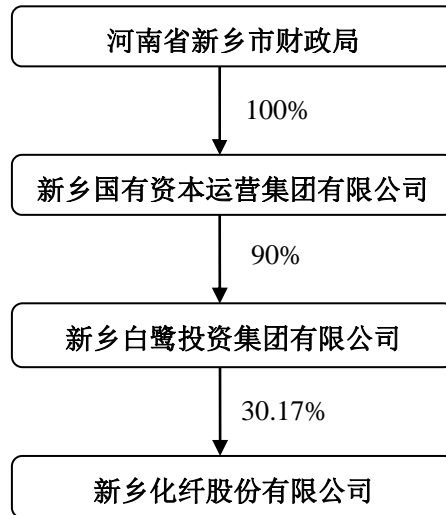 河南省新乡市财政局
100%
新乡国有资本运营集团有限公司
90%
新乡白鹭投资集团有限公司
30.17%
新乡化纤股份有限公司